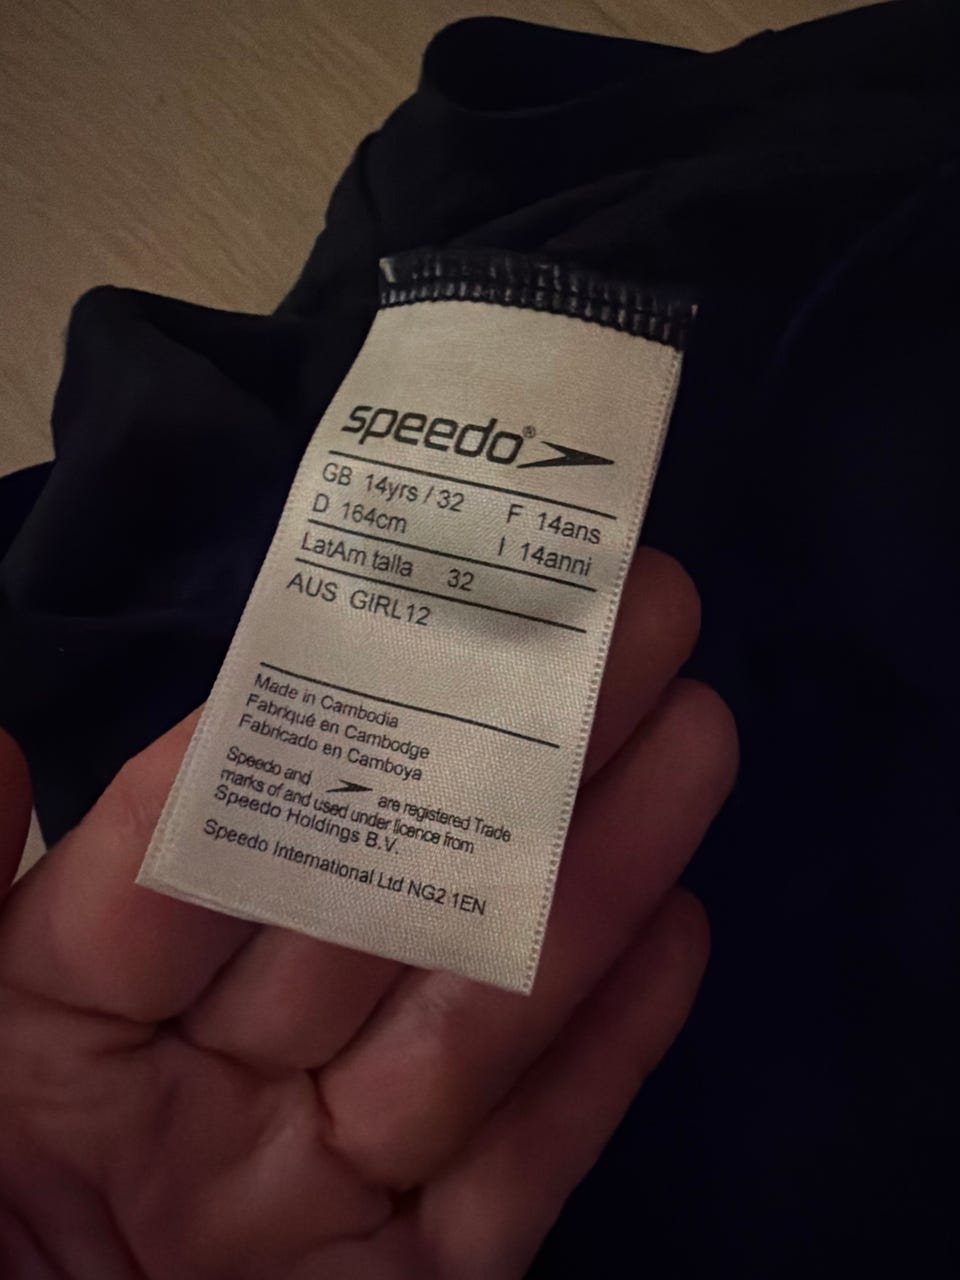 speedo®
GB 14yrs / 32 F 14ans
D 164cm I 14anni
LatAm talla 32
AUS GIRL12
Made in Cambodia
Fabriqué en Cambodge
Fabricado en Camboya
Speedo and are registered Trade
marks of and used under licence from
Speedo Holdings B.V.
Speedo International Ltd NG2 1EN